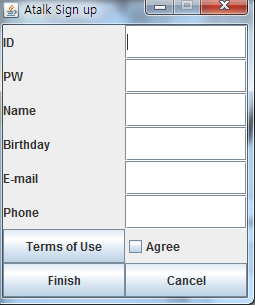 Atalk Sign up
ID
PW
Name
Birthday
E-mail
Phone
Terms of Use Agree
Finish Cancel